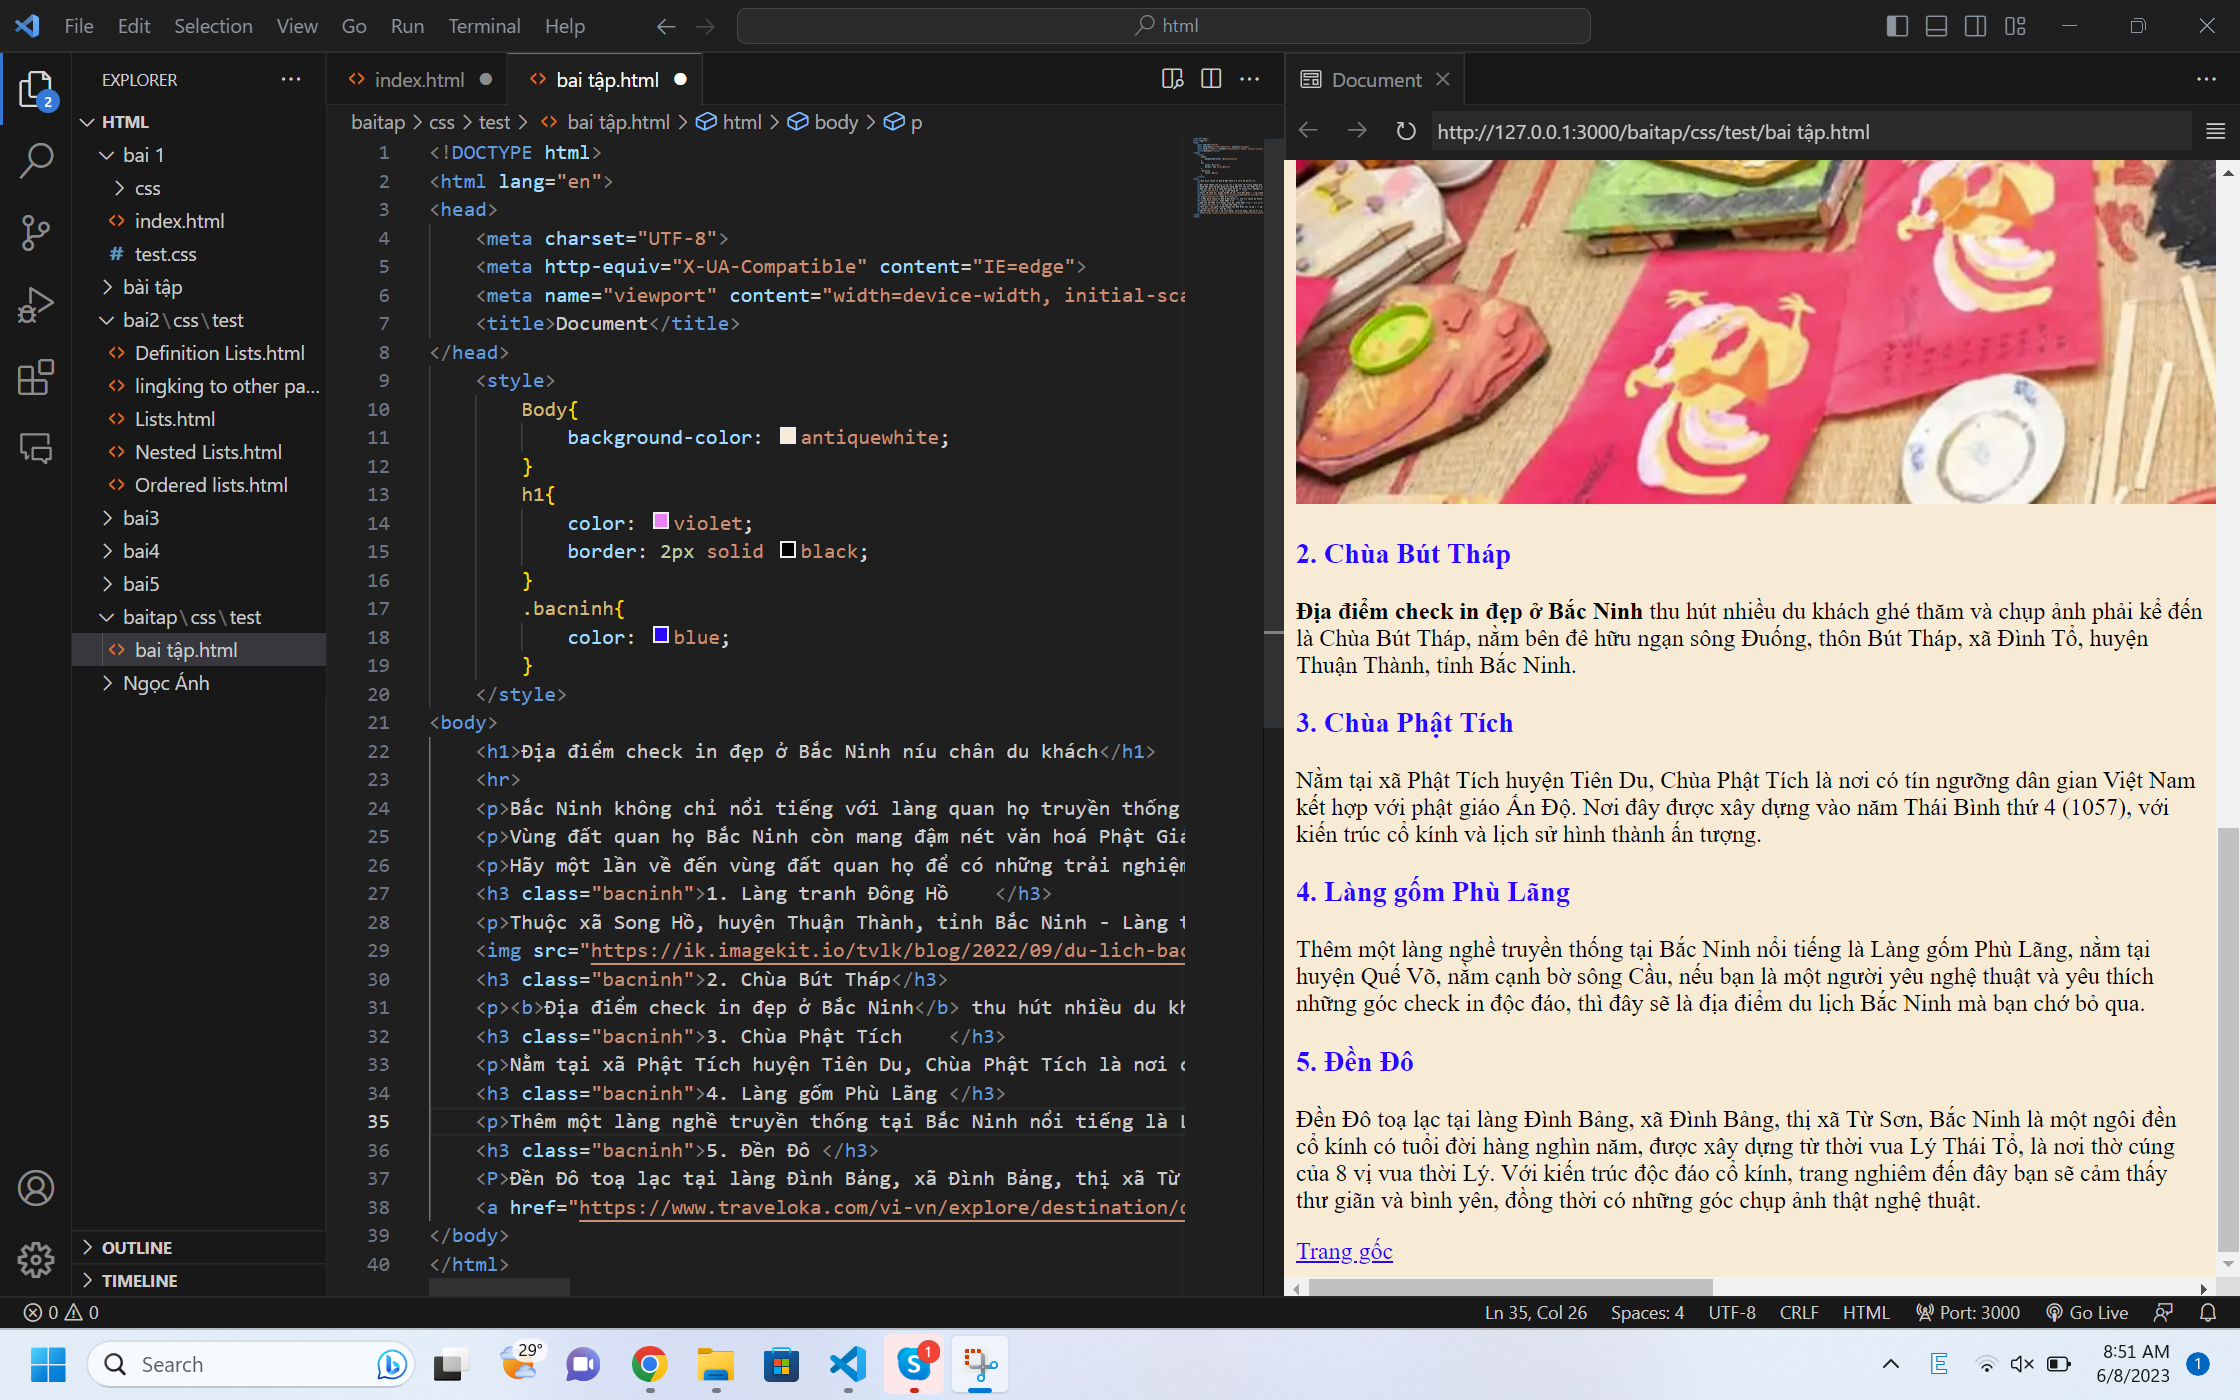 File Edit Selection View Go Run Terminal Help
html
EXPLORER
2
HTML
bai 1
css
index.html
test.css
bài tập
bai2\css\test
Definition Lists.html
lingking to other pa...
Lists.html
Nested Lists.html
Ordered lists.html
bai3
bai4
bai5
baitap\css\test
bai tập.html
Ngọc Ánh
OUTLINE
TIMELINE
index.html
bai tập.html
baitap > css > test > bai tập.html > html > body > p
1 <!DOCTYPE html>
2 <html lang="en">
3 <head>
4 <meta charset="UTF-8">
5 <meta http-equiv="X-UA-Compatible" content="IE=edge">
6 <meta name="viewport" content="width=device-width, initial-sca
7 <title>Document</title>
8 </head>
9 <style>
10 Body{
11 background-color: antiquewhite;
12 }
13 h1{
14 color: violet;
15 border: 2px solid black;
16 }
17 .bacninh{
18 color: blue;
19 }
20 </style>
21 <body>
22 <h1>Địa điểm check in đẹp ở Bắc Ninh níu chân du khách</h1>
23 <hr>
24 <p>Bắc Ninh không chỉ nổi tiếng với làng quan họ truyền thống
25 <p>Vùng đất quan họ Bắc Ninh còn mang đậm nét văn hoá Phật Giá
26 <p>Hãy một lần về đến vùng đất quan họ để có những trải nghiệm
27 <h3 class="bacninh">1. Làng tranh Đông Hồ </h3>
28 <p>Thuộc xã Song Hồ, huyện Thuận Thành, tỉnh Bắc Ninh - Làng t
29 <img src="https://ik.imagekit.io/tvlk/blog/2022/09/du-lich-bac
30 <h3 class="bacninh">2. Chùa Bút Tháp</h3>
31 <p><b>Địa điểm check in đẹp ở Bắc Ninh</b> thu hút nhiều du kh
32 <h3 class="bacninh">3. Chùa Phật Tích </h3>
33 <p>Nằm tại xã Phật Tích huyện Tiên Du, Chùa Phật Tích là nơi c
34 <h3 class="bacninh">4. Làng gốm Phù Lãng </h3>
35 <p>Thêm một làng nghề truyền thống tại Bắc Ninh nổi tiếng là L
36 <h3 class="bacninh">5. Đền Đô </h3>
37 <P>Đền Đô toạ lạc tại làng Đình Bảng, xã Đình Bảng, thị xã Từ
38 <a href="https://www.traveloka.com/vi-vn/explore/destination/d
39 </body>
40 </html>
Document
http://127.0.0.1:3000/baitap/css/test/bai tập.html
2. Chùa Bút Tháp
Địa điểm check in đẹp ở Bắc Ninh thu hút nhiều du khách ghé thăm và chụp ảnh phải kể đến
là Chùa Bút Tháp, nằm bên đê hữu ngạn sông Đuống, thôn Bút Tháp, xã Đình Tổ, huyện
Thuận Thành, tỉnh Bắc Ninh.
3. Chùa Phật Tích
Nằm tại xã Phật Tích huyện Tiên Du, Chùa Phật Tích là nơi có tín ngưỡng dân gian Việt Nam
kết hợp với phật giáo Ấn Độ. Nơi đây được xây dựng vào năm Thái Bình thứ 4 (1057), với
kiến trúc cổ kính và lịch sử hình thành ấn tượng.
4. Làng gốm Phù Lãng
Thêm một làng nghề truyền thống tại Bắc Ninh nổi tiếng là Làng gốm Phù Lãng, nằm tại
huyện Quế Võ, nằm cạnh bờ sông Cầu, nếu bạn là một người yêu nghệ thuật và yêu thích
những góc check in độc đáo, thì đây sẽ là địa điểm du lịch Bắc Ninh mà bạn chớ bỏ qua.
5. Đền Đô
Đền Đô toạ lạc tại làng Đình Bảng, xã Đình Bảng, thị xã Từ Sơn, Bắc Ninh là một ngôi đền
cổ kính có tuổi đời hàng nghìn năm, được xây dựng từ thời vua Lý Thái Tổ, là nơi thờ cúng
của 8 vị vua thời Lý. Với kiến trúc độc đáo cổ kính, trang nghiêm đến đây bạn sẽ cảm thấy
thư giãn và bình yên, đồng thời có những góc chụp ảnh thật nghệ thuật.
Trang gốc
0 0
Ln 35, Col 26 Spaces: 4 UTF-8 CRLF HTML Port: 3000 Go Live
Search
29°
S
1
E
8:51 AM
6/8/2023
1